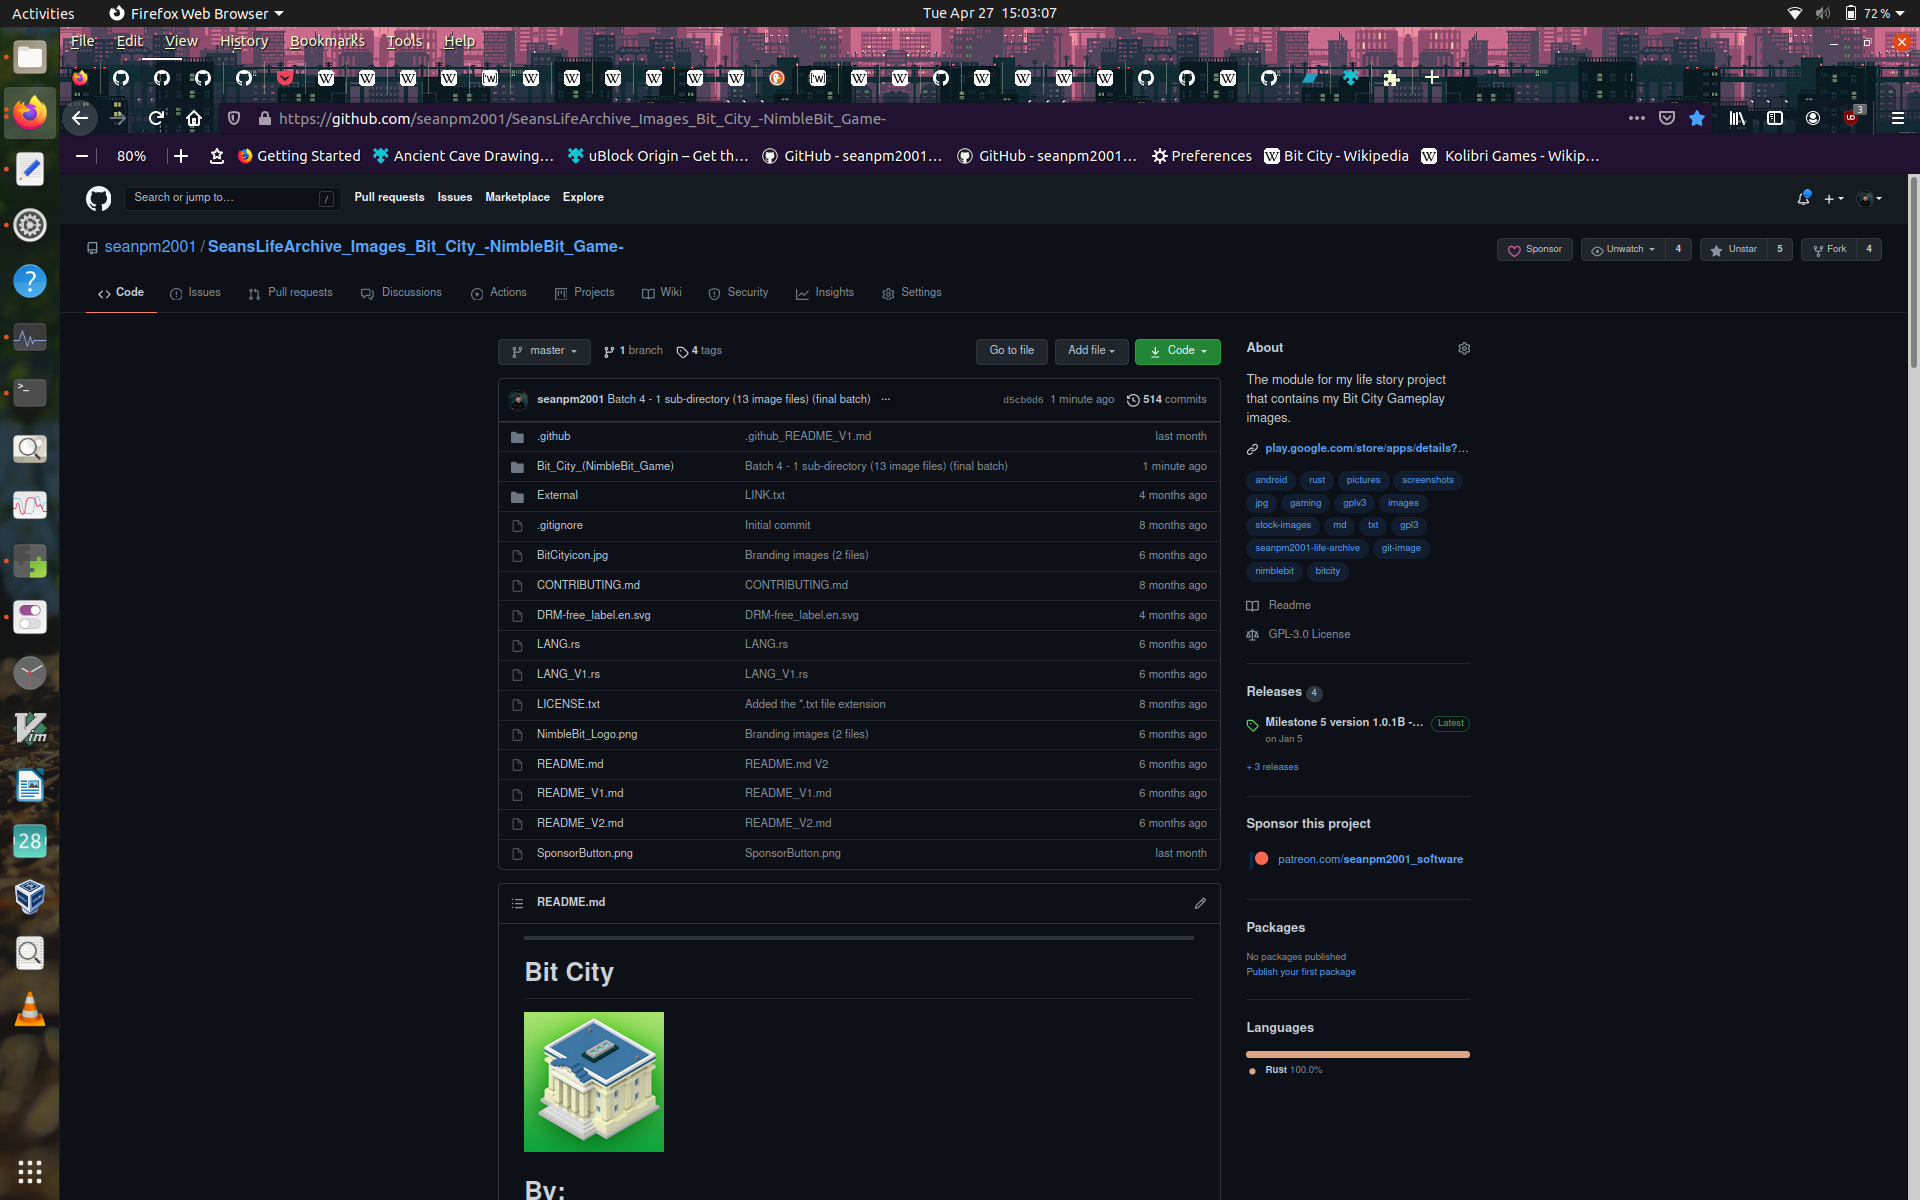 Activities Firefox Web Browser Tue Apr 27 15:03:07 72 %
File Edit View History Bookmarks Tools Help
https://github.com/seanpm2001/SeansLifeArchive_Images_Bit_City_-NimbleBit_Game- 3
80% Getting Started Ancient Cave Drawing… uBlock Origin – Get th… GitHub - seanpm2001… GitHub - seanpm2001… Preferences Bit City - Wikipedia Kolibri Games - Wikip…
Search or jump to… / Pull requests Issues Marketplace Explore
seanpm2001 / SeansLifeArchive_Images_Bit_City_-NimbleBit_Game-
Sponsor Unwatch 4 Unstar 5 Fork 4
Code Issues Pull requests Discussions Actions Projects Wiki Security Insights Settings
master 1 branch 4 tags Go to file Add file Code
seanpm2001 Batch 4 - 1 sub-directory (13 image files) (final batch) ... d5cb0d6 1 minute ago 514 commits
.github .github_README_V1.md last month
Bit_City_(NimbleBit_Game) Batch 4 - 1 sub-directory (13 image files) (final batch) 1 minute ago
External LINK.txt 4 months ago
.gitignore Initial commit 8 months ago
BitCityicon.jpg Branding images (2 files) 6 months ago
CONTRIBUTING.md CONTRIBUTING.md 8 months ago
DRM-free_label.en.svg DRM-free_label.en.svg 4 months ago
LANG.rs LANG.rs 6 months ago
LANG_V1.rs LANG_V1.rs 6 months ago
LICENSE.txt Added the *.txt file extension 8 months ago
NimbleBit_Logo.png Branding images (2 files) 6 months ago
README.md README.md V2 6 months ago
README_V1.md README_V1.md 6 months ago
README_V2.md README_V2.md 6 months ago
SponsorButton.png SponsorButton.png last month
README.md
Bit City
By:
About
The module for my life story project
that contains my Bit City Gameplay
images.
play.google.com/store/apps/details?…
android rust pictures screenshots
jpg gaming gplv3 images
stock-images md txt gpl3
seanpm2001-life-archive git-image
nimblebit bitcity
Readme
GPL-3.0 License
Releases 4
Milestone 5 version 1.0.1B -… Latest
on Jan 5
+ 3 releases
Sponsor this project
patreon.com/seanpm2001_software
Packages
No packages published
Publish your first package
Languages
Rust 100.0%
28
Vim